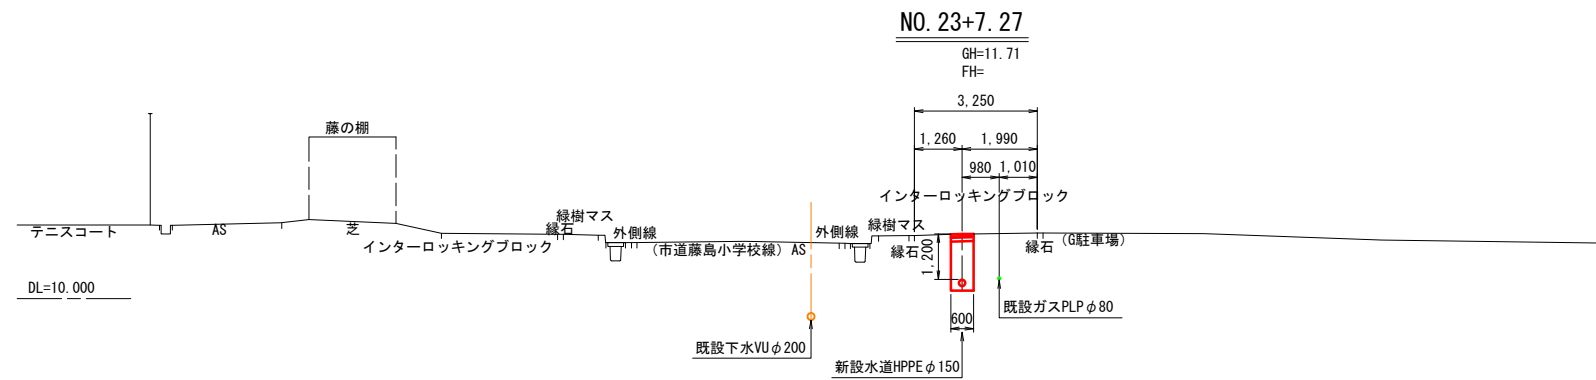 NO.23+7.27
GH=11.71
FH=
3,250
1,260
1,990
980
1,010
藤の棚
インターロッキングブロック
緑樹マス
緑樹マス
縁石
外側線
外側線
テニスコート
AS
芝
インターロッキングブロック
(市道藤島小学校線)AS
縁石
縁石
(G駐車場)
1,200
DL=10.000
既設ガスPLPφ80
600
既設下水VUφ200
新設水道HPPEφ150